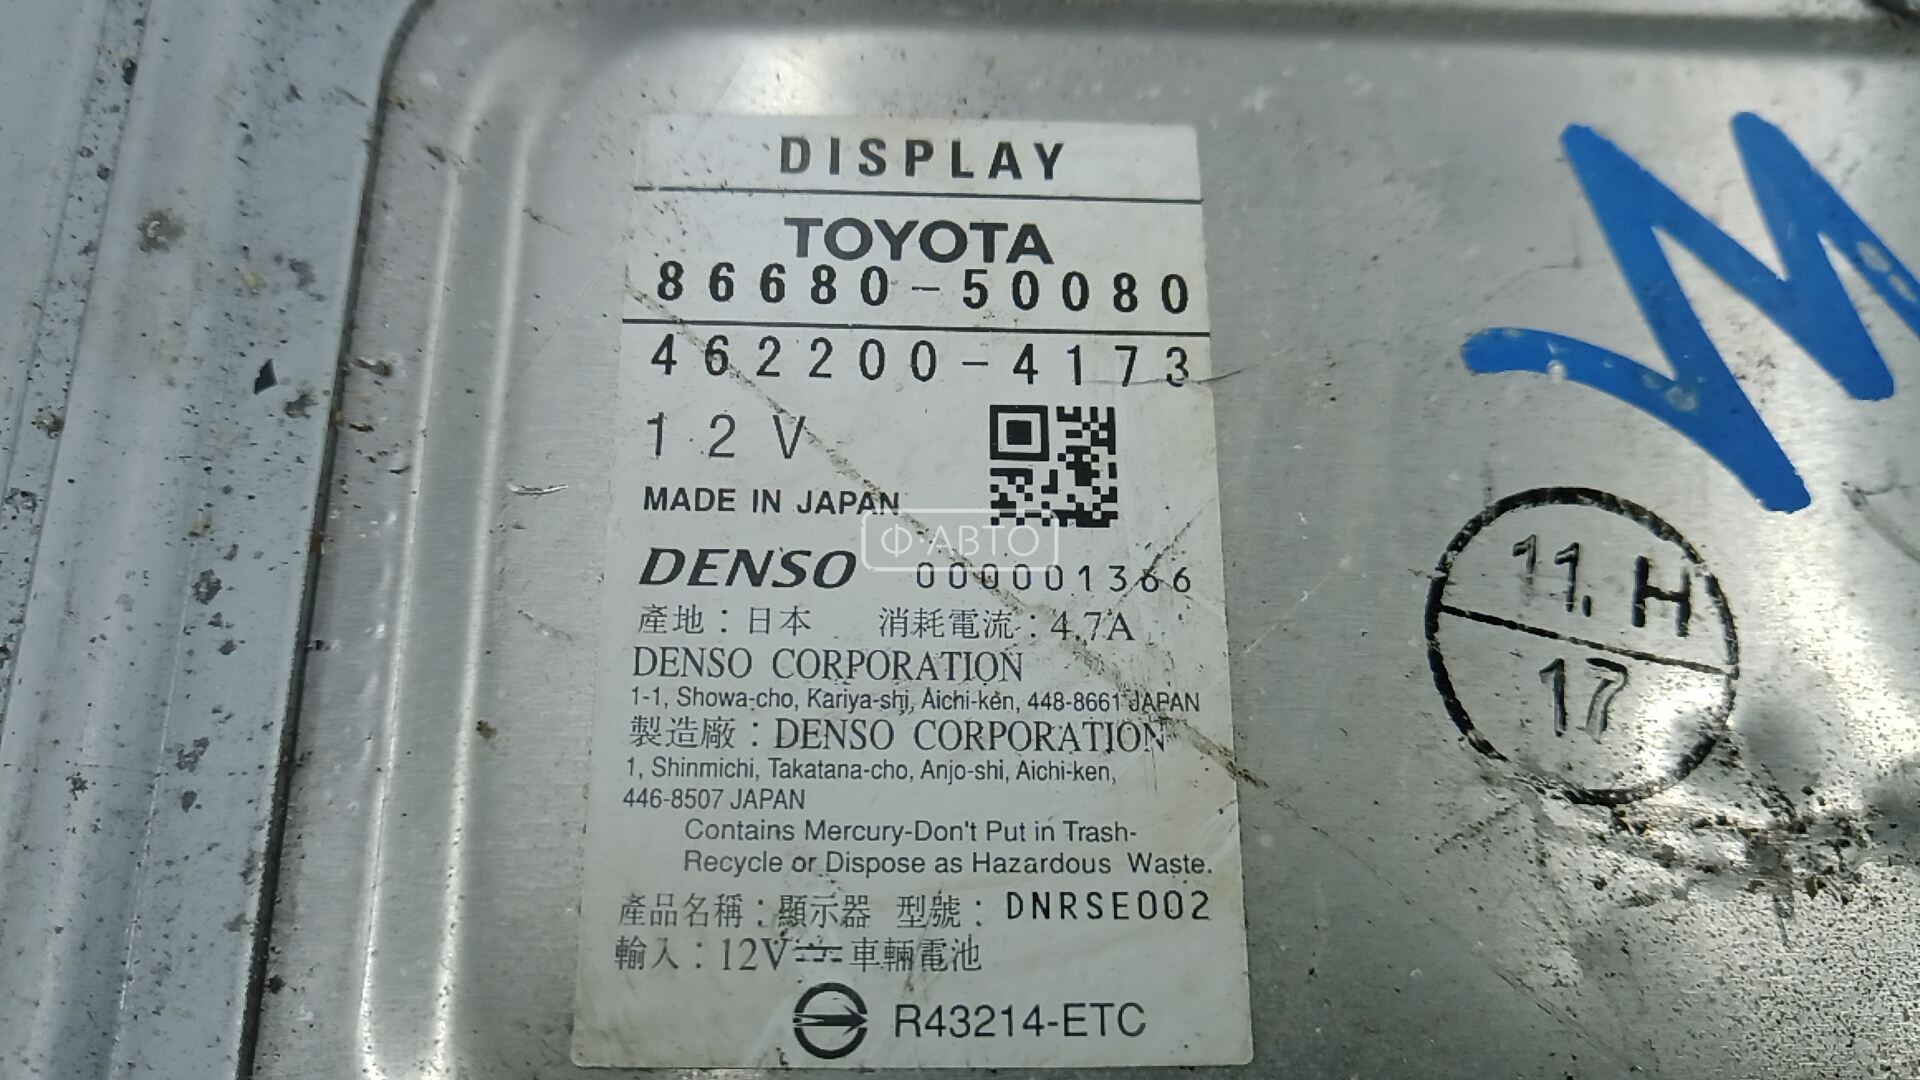 DISPLAY
TOYOTA
86680-50080
462200-4173
12V
MADE IN JAPAN
Ф·АВТО
DENSO 000001366
產地：日本 消耗電流：4.7A
DENSO CORPORATION
1-1, Showa-cho, Kariya-shi, Aichi-ken, 448-8661 JAPAN
製造廠：DENSO CORPORATION
1, Shinmichi, Takatana-cho, Anjo-shi, Aichi-ken,
446-8507 JAPAN
Contains Mercury-Don't Put in Trash-
Recycle or Dispose as Hazardous Waste.
產品名稱：顯示器 型號：DNRSE002
輸入：12V⎓車輛電池
R43214-ETC
11.H
17